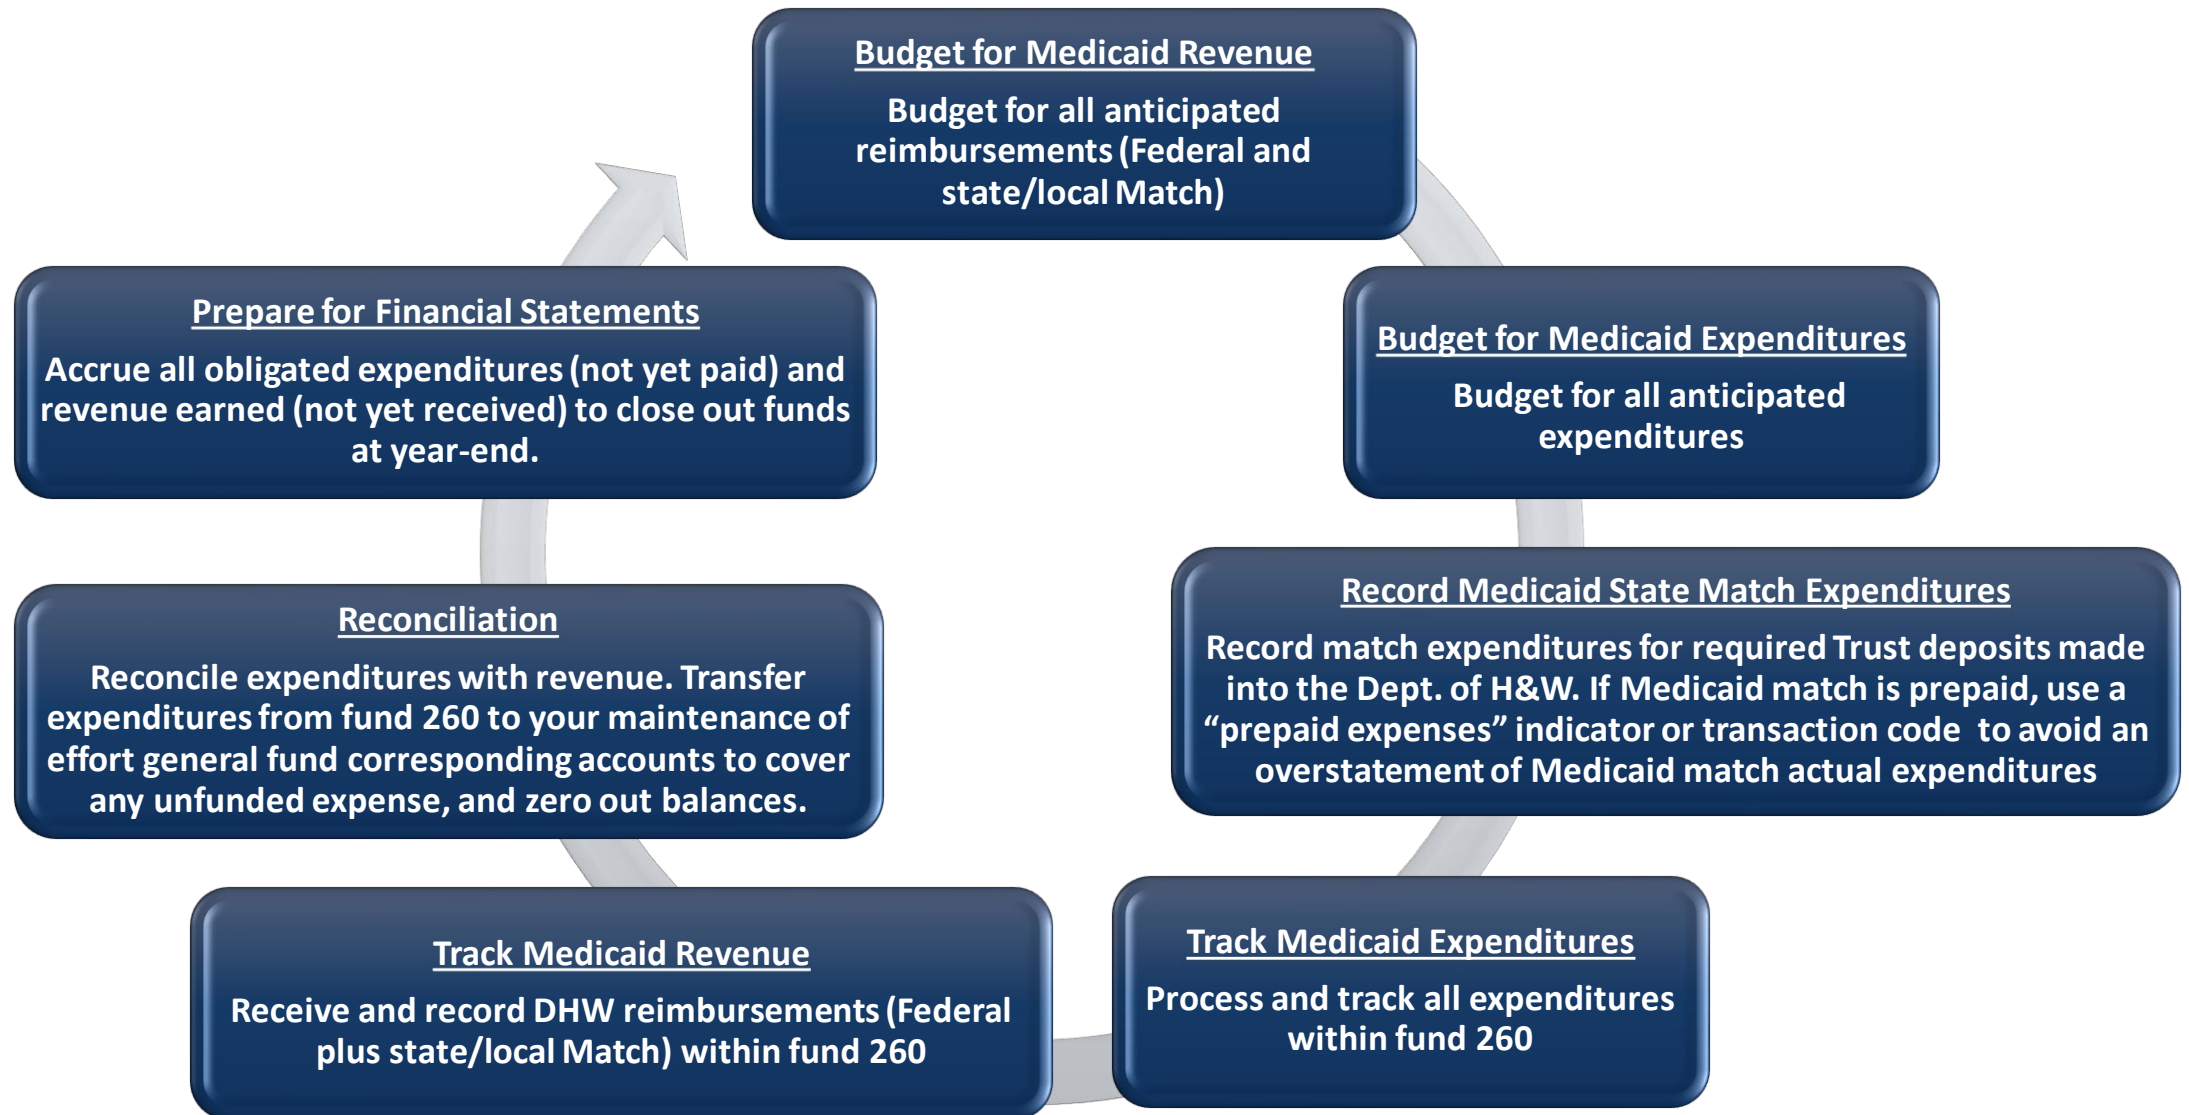 Budget for Medicaid Revenue
Budget for all anticipated
reimbursements (Federal and
state/local Match)
Budget for Medicaid Expenditures
Budget for all anticipated
expenditures
Record Medicaid State Match Expenditures
Record match expenditures for required Trust deposits made
into the Dept. of H&W. If Medicaid match is prepaid, use a
“prepaid expenses” indicator or transaction code  to avoid an
overstatement of Medicaid match actual expenditures
Track Medicaid Expenditures
Process and track all expenditures
within fund 260
Track Medicaid Revenue
Receive and record DHW reimbursements (Federal
plus state/local Match) within fund 260
Reconciliation
Reconcile expenditures with revenue. Transfer
expenditures from fund 260 to your maintenance of
effort general fund corresponding accounts to cover
any unfunded expense, and zero out balances.
Prepare for Financial Statements
Accrue all obligated expenditures (not yet paid) and
revenue earned (not yet received) to close out funds
at year-end.